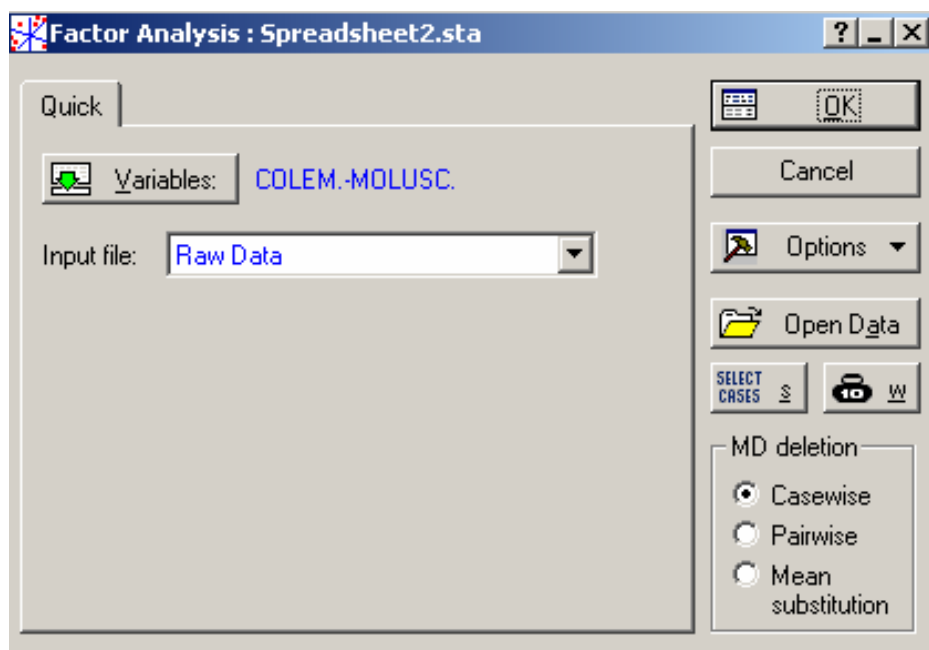 Factor Analysis : Spreadsheet2.sta
Quick
Variables: COLEM.-MOLUSC.
Input file: Raw Data
OK
Cancel
Options
Open Data
SELECT CASES S
10 W
MD deletion
Casewise
Pairwise
Mean
substitution